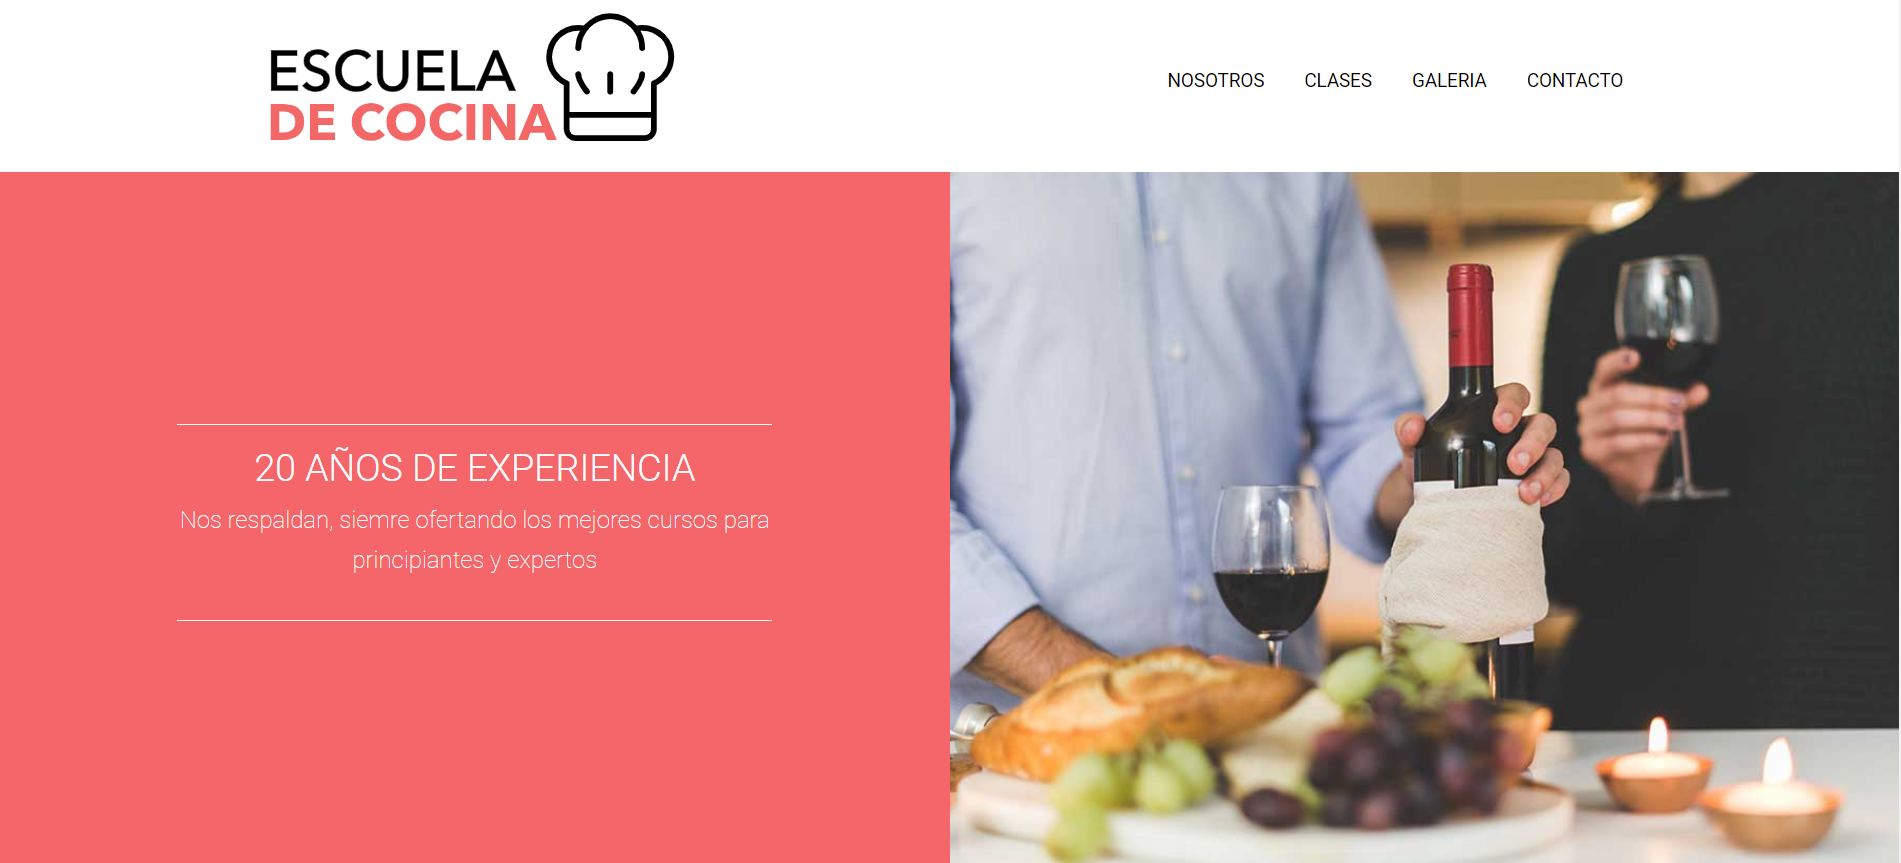 ESCUELA
DE COCINA
NOSOTROS CLASES GALERIA CONTACTO
20 AÑOS DE EXPERIENCIA
Nos respaldan, siemre ofertando los mejores cursos para
principiantes y expertos